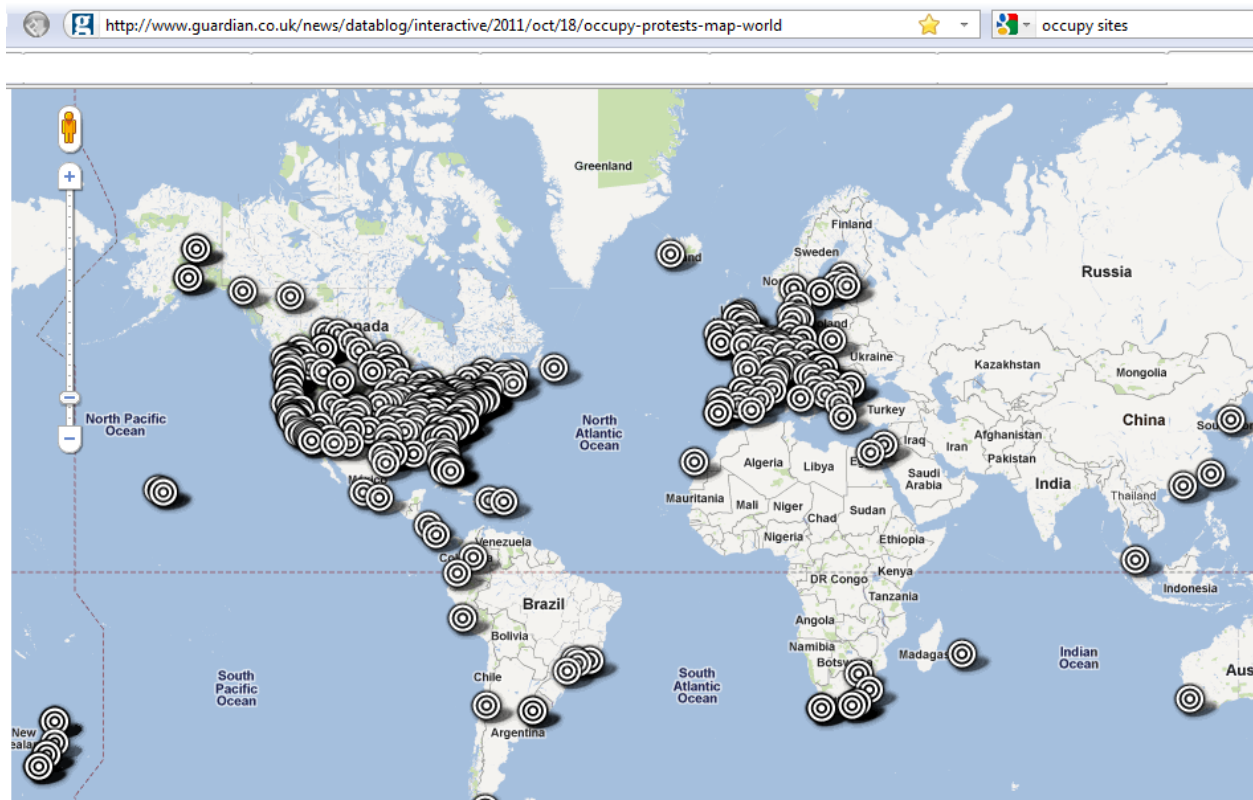 http://www.guardian.co.uk/news/datablog/interactive/2011/oct/18/occupy-protests-map-world
occupy sites
Greenland
Finland
Sweden
Russia
Ukraine
Kazakhstan
Mongolia
North Pacific
Ocean
North
Atlantic
Ocean
Turkey
China
Iraq
Iran
Afghanistan
Pakistan
Algeria
Libya
Saudi
Arabia
India
Thailand
México
Mauritania
Mali
Niger
Chad
Sudan
Nigeria
Ethiopia
Venezuela
DR Congo
Kenya
Tanzania
Indonesia
Brazil
Angola
Bolivia
Namibia
Chile
South
Pacific
Ocean
South
Atlantic
Ocean
Indian
Ocean
Aus
New
Argentina